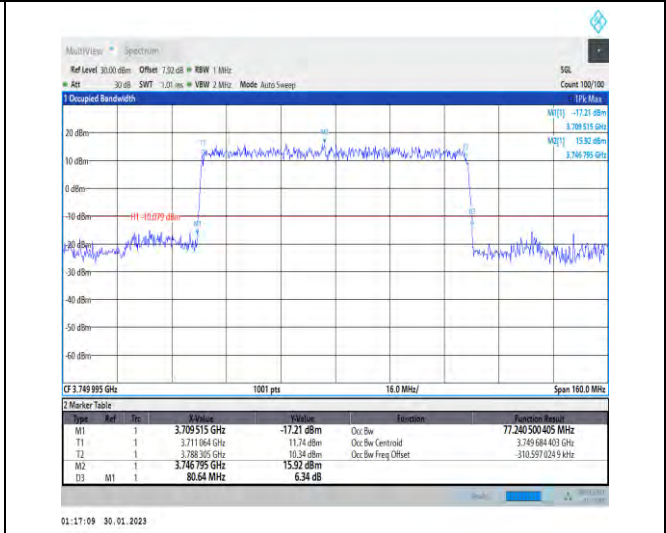 MultiView Spectrum
Ref Level 30.00 dBm Offset 7.92 dB RBW 1 MHz SGL
Att 30 dB SWT 1.01 ms VBW 2 MHz Mode Auto Sweep Count 100/100
1 Occupied Bandwidth 1Pk Max
M1[1] -17.21 dBm
3.709 515 GHz
M2[1] 15.92 dBm
3.746 795 GHz
20 dBm
T1 M2
10 dBm
0 dBm
-10 dBm H1 -10.079 dBm
M1
-20 dBm
-30 dBm
-40 dBm
-50 dBm
-60 dBm
CF 3.749 995 GHz 1001 pts 16.0 MHz/ Span 160.0 MHz
2 Marker Table
Type Ref Trc X-Value Y-Value Function Function Result
M1 1 3.709 515 GHz -17.21 dBm Occ Bw 77.240 500 405 MHz
T1 1 3.711 064 GHz 11.74 dBm Occ Bw Centroid 3.749 684 403 GHz
T2 1 3.788 305 GHz 10.34 dBm Occ Bw Freq Offset -310.597 024 9 kHz
M2 1 3.746 795 GHz 15.92 dBm
D3 M1 1 80.64 MHz 6.34 dB
01:17:09 30.01.2023